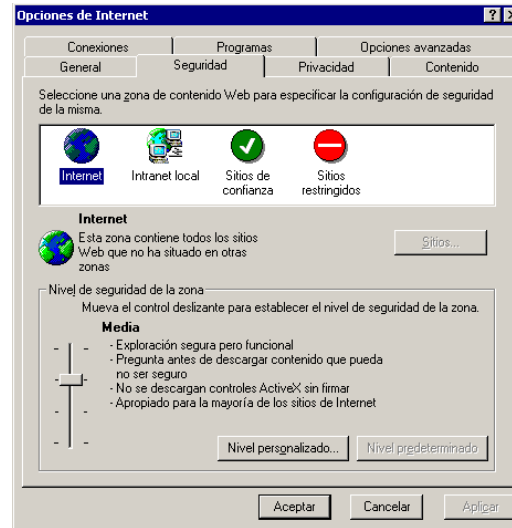 Opciones de Internet
Conexiones Programas Opciones avanzadas
General Seguridad Privacidad Contenido
Seleccione una zona de contenido Web para especificar la configuración de seguridad
de la misma.
Internet Intranet local Sitios de confianza Sitios restringidos
Internet
Esta zona contiene todos los sitios
Web que no ha situado en otras
zonas
Sitios...
Nivel de seguridad de la zona
Mueva el control deslizante para establecer el nivel de seguridad de la zona.
Media
- Exploración segura pero funcional
- Pregunta antes de descargar contenido que pueda
no ser seguro
- No se descargan controles ActiveX sin firmar
- Apropiado para la mayoría de los sitios de Internet
Nivel personalizado... Nivel predeterminado
Aceptar Cancelar Aplicar